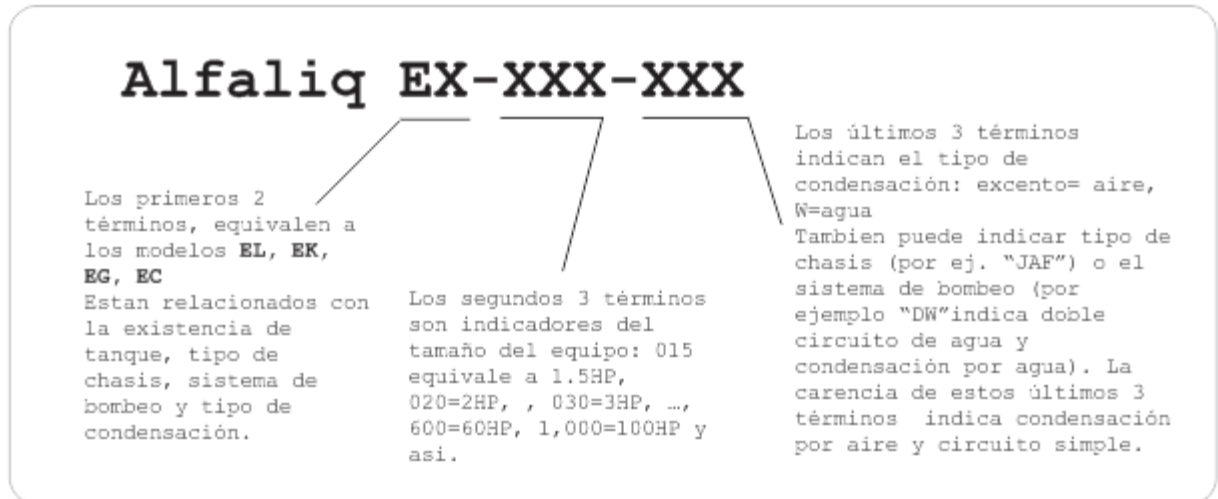 Alfaliq EX-XXX-XXX
Los primeros 2
términos, equivalen a
los modelos EL, EK,
EG, EC
Estan relacionados con
la existencia de
tanque, tipo de
chasis, sistema de
bombeo y tipo de
condensación.
Los segundos 3 términos
son indicadores del
tamaño del equipo: 015
equivale a 1.5HP,
020=2HP, , 030=3HP, …,
600=60HP, 1,000=100HP y
asi.
Los últimos 3 términos
indican el tipo de
condensación: excento= aire,
W=agua
Tambien puede indicar tipo de
chasis (por ej. “JAF”) o el
sistema de bombeo (por
ejemplo “DW”indica doble
circuito de agua y
condensación por agua). La
carencia de estos últimos 3
términos indica condensación
por aire y circuito simple.